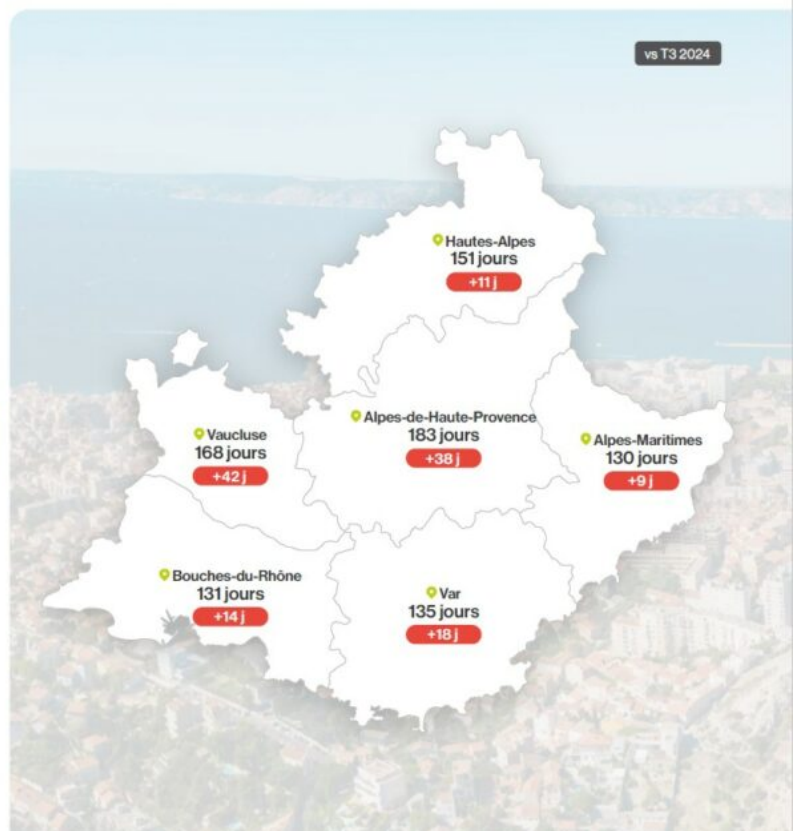 vs T3 2024
Hautes-Alpes
151 jours
+11 j
Alpes-de-Haute-Provence
183 jours
+38 j
Vaucluse
168 jours
+42 j
Alpes-Maritimes
130 jours
+9 j
Bouches-du-Rhône
131 jours
+14 j
Var
135 jours
+18 j